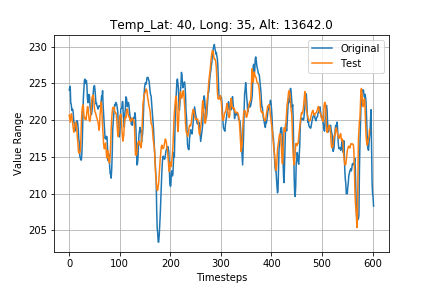 Temp_Lat: 40, Long: 35, Alt: 13642.0
Original
Test
Value Range
230
225
220
215
210
205
0 100 200 300 400 500 600
Timesteps